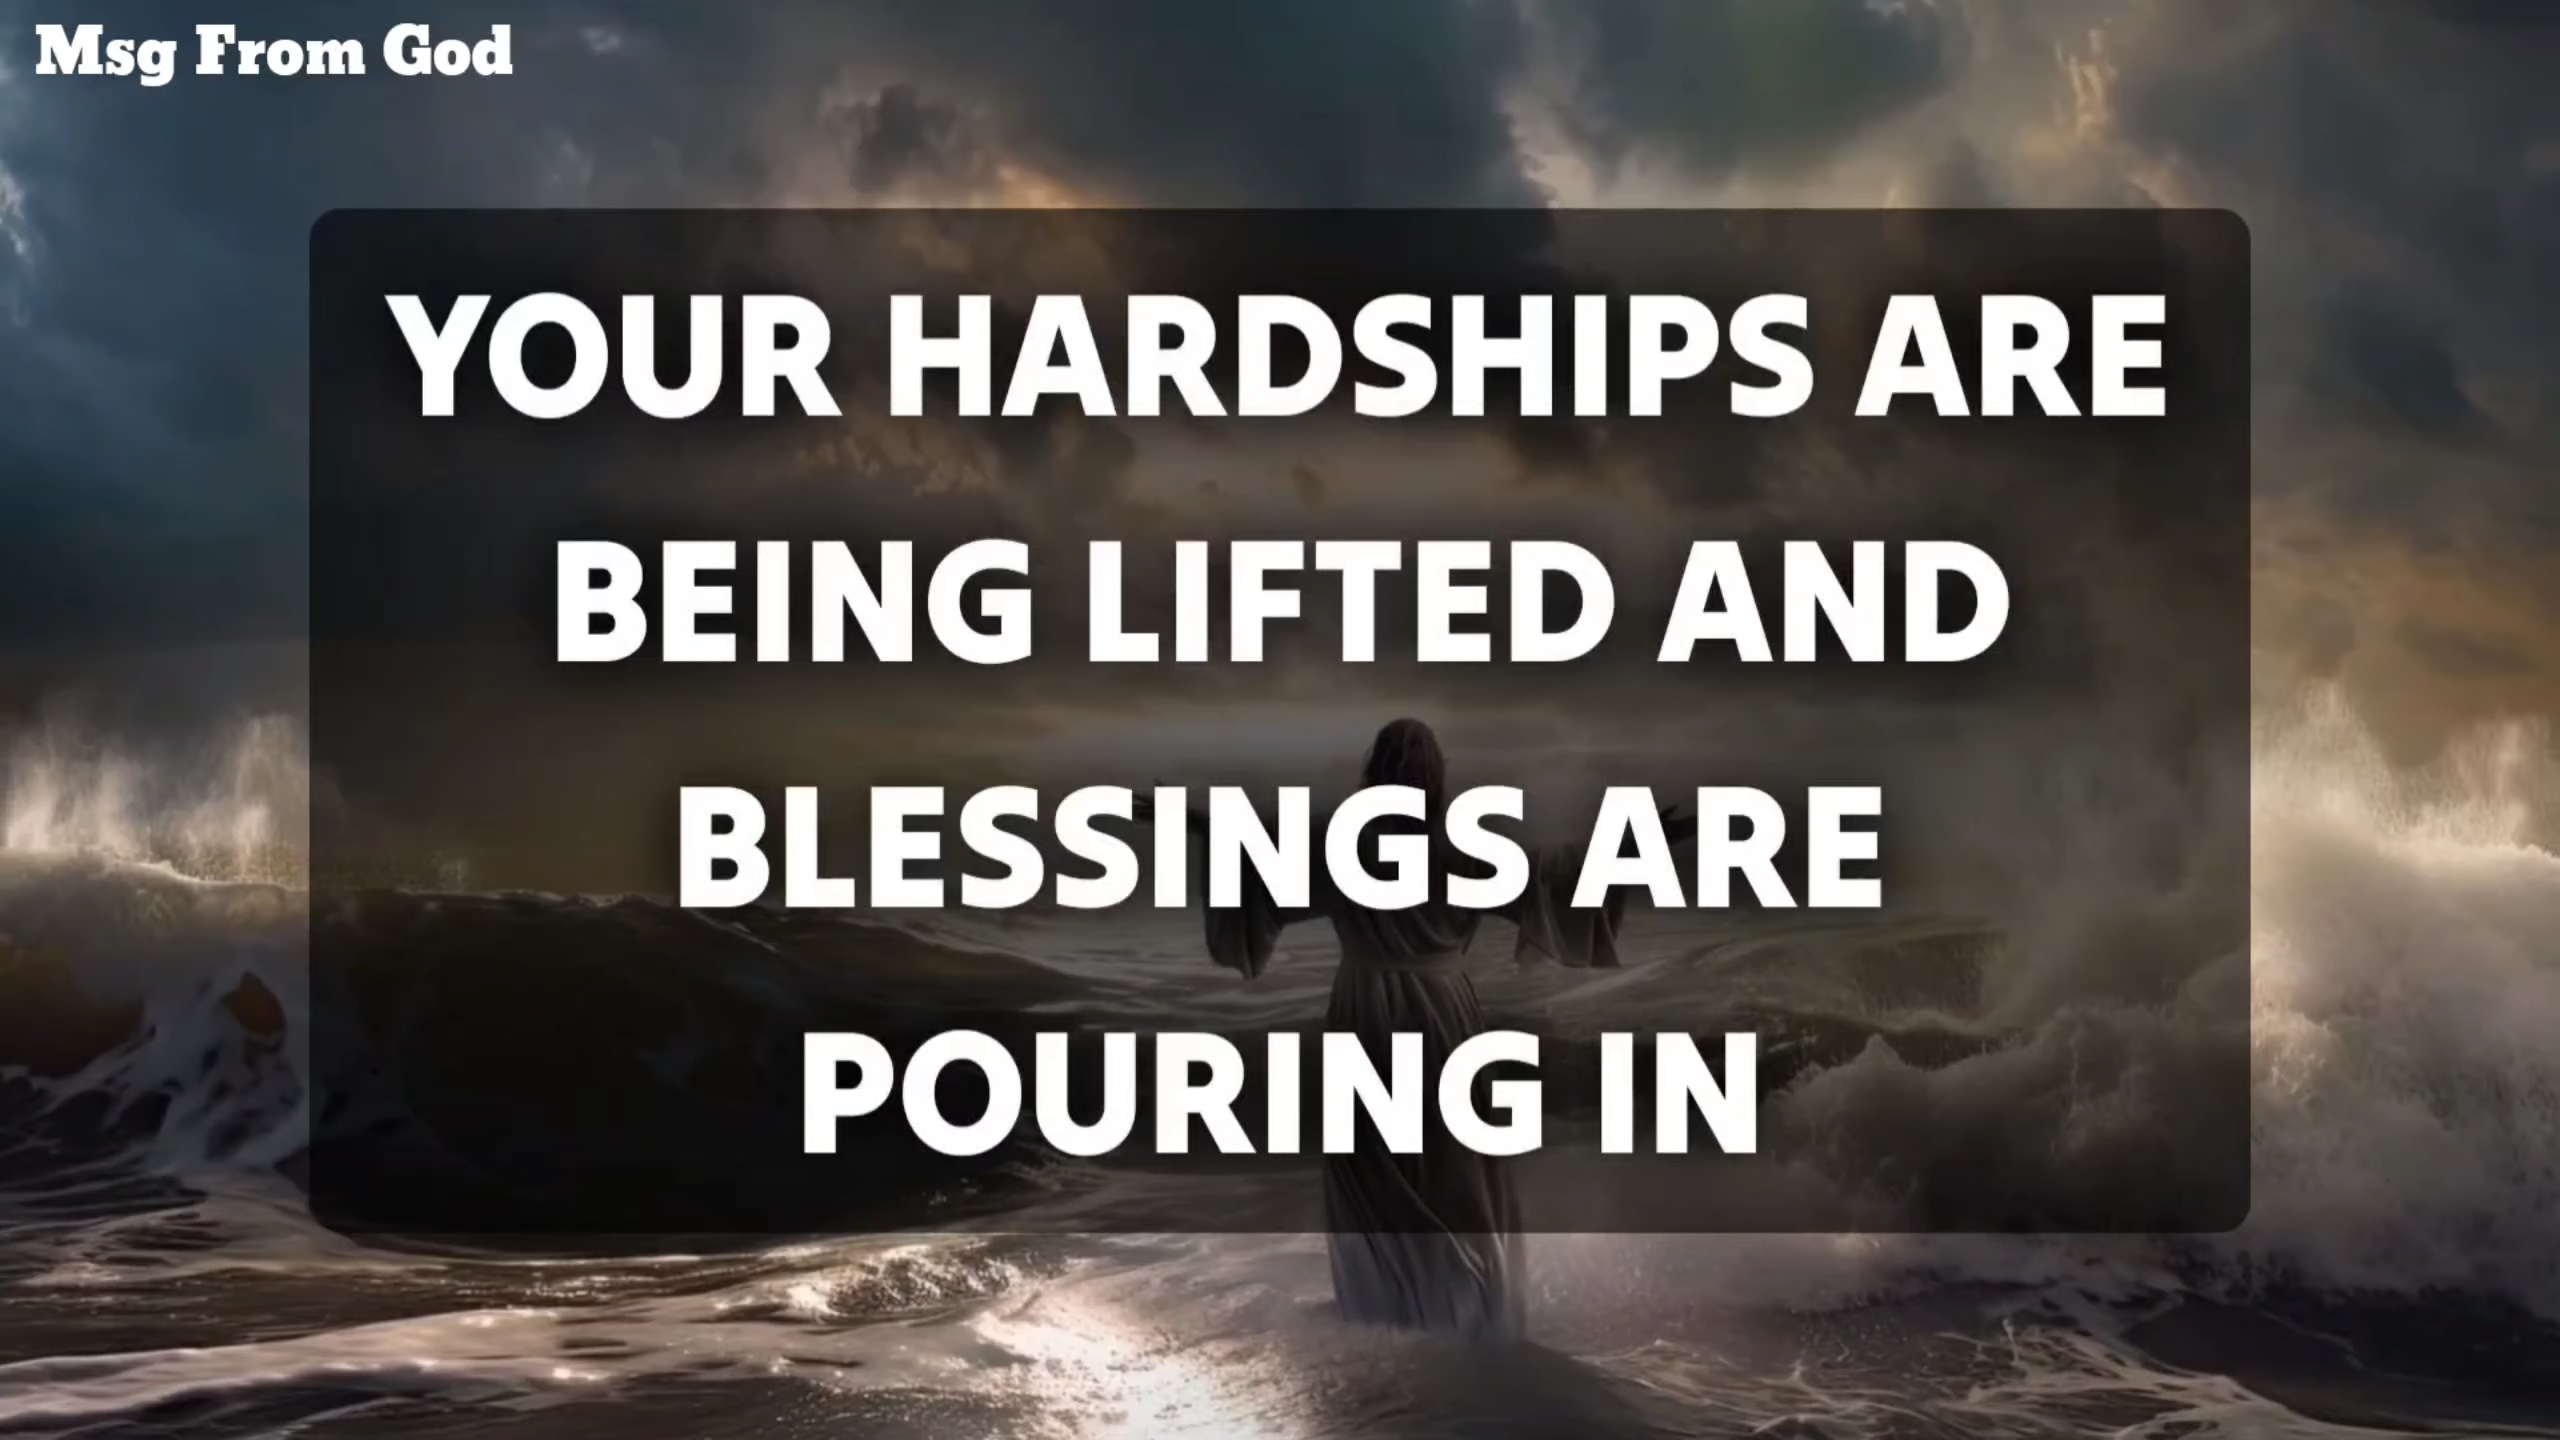 Msg From God
YOUR HARDSHIPS ARE
BEING LIFTED AND
BLESSINGS ARE
POURING IN